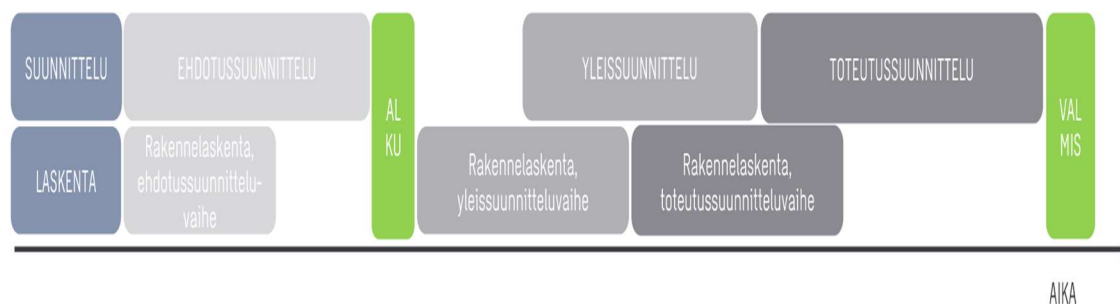 SUUNNITTELU
EHDOTUSSUUNNITTELU
AL
KU
YLEISSUUNNITTELU
TOTEUTUSSUUNNITTELU
VAL
MIS
LASKENTA
Rakennelaskenta,
ehdotussuunnittelu-
vaihe
Rakennelaskenta,
yleissuunnitteluvaihe
Rakennelaskenta,
toteutussuunnitteluvaihe
AIKA